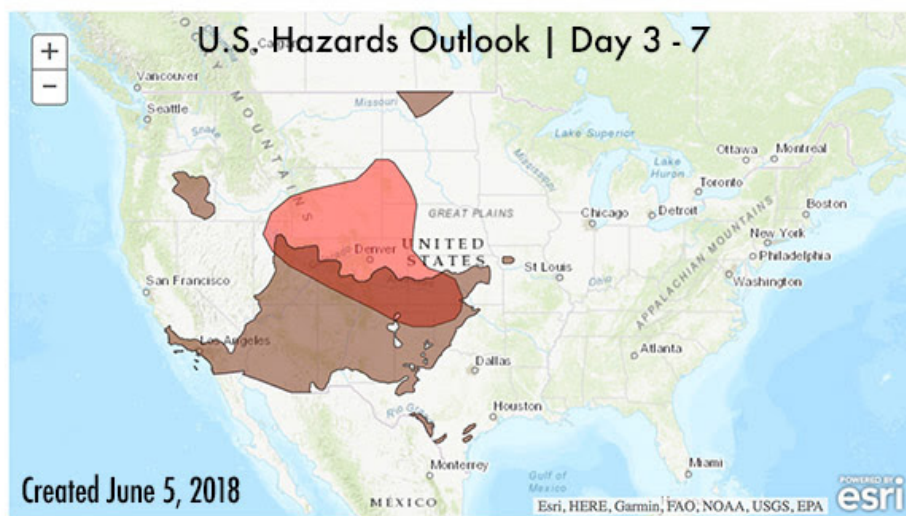 U.S. Hazards Outlook | Day 3 - 7
+
−
Vancouver
Seattle
Snake
MOUNTAINS
Missouri
Lake Superior
Mississippi
Ottawa
Montreal
Lake
Huron
Toronto
GREAT PLAINS
Chicago
Detroit
Boston
New York
Philadelphia
Washington
APPALACHIAN MOUNTAINS
Denver
UNITED
STATES
St Louis
Ohio
San Francisco
Los Angeles
Atlanta
Dallas
Houston
Monterrey
Gulf of
Mexico
Miami
MÉXICO
Created June 5, 2018
Esri, HERE, Garmin, FAO, NOAA, USGS, EPA
POWERED BY
esri